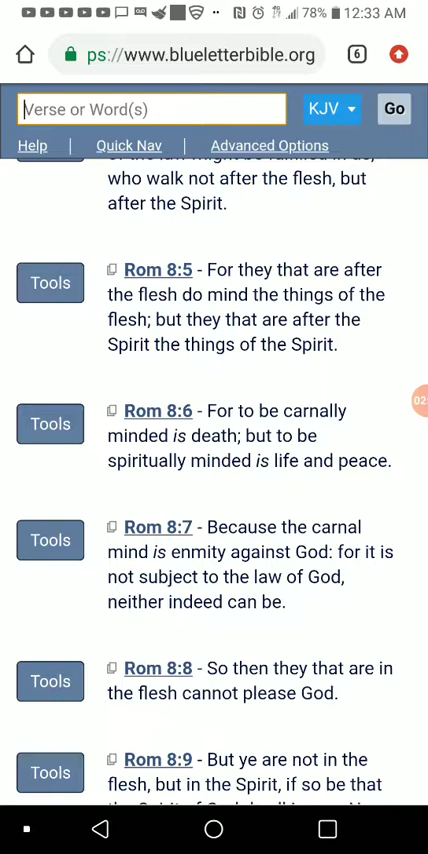 78% 12:33 AM
ps://www.blueletterbible.org
6
Verse or Word(s)
KJV
Go
Help | Quick Nav | Advanced Options
who walk not after the flesh, but
after the Spirit.
Tools
Rom 8:5 - For they that are after
the flesh do mind the things of the
flesh; but they that are after the
Spirit the things of the Spirit.
Tools
Rom 8:6 - For to be carnally
minded is death; but to be
spiritually minded is life and peace.
02:
Tools
Rom 8:7 - Because the carnal
mind is enmity against God: for it is
not subject to the law of God,
neither indeed can be.
Tools
Rom 8:8 - So then they that are in
the flesh cannot please God.
Tools
Rom 8:9 - But ye are not in the
flesh, but in the Spirit, if so be that